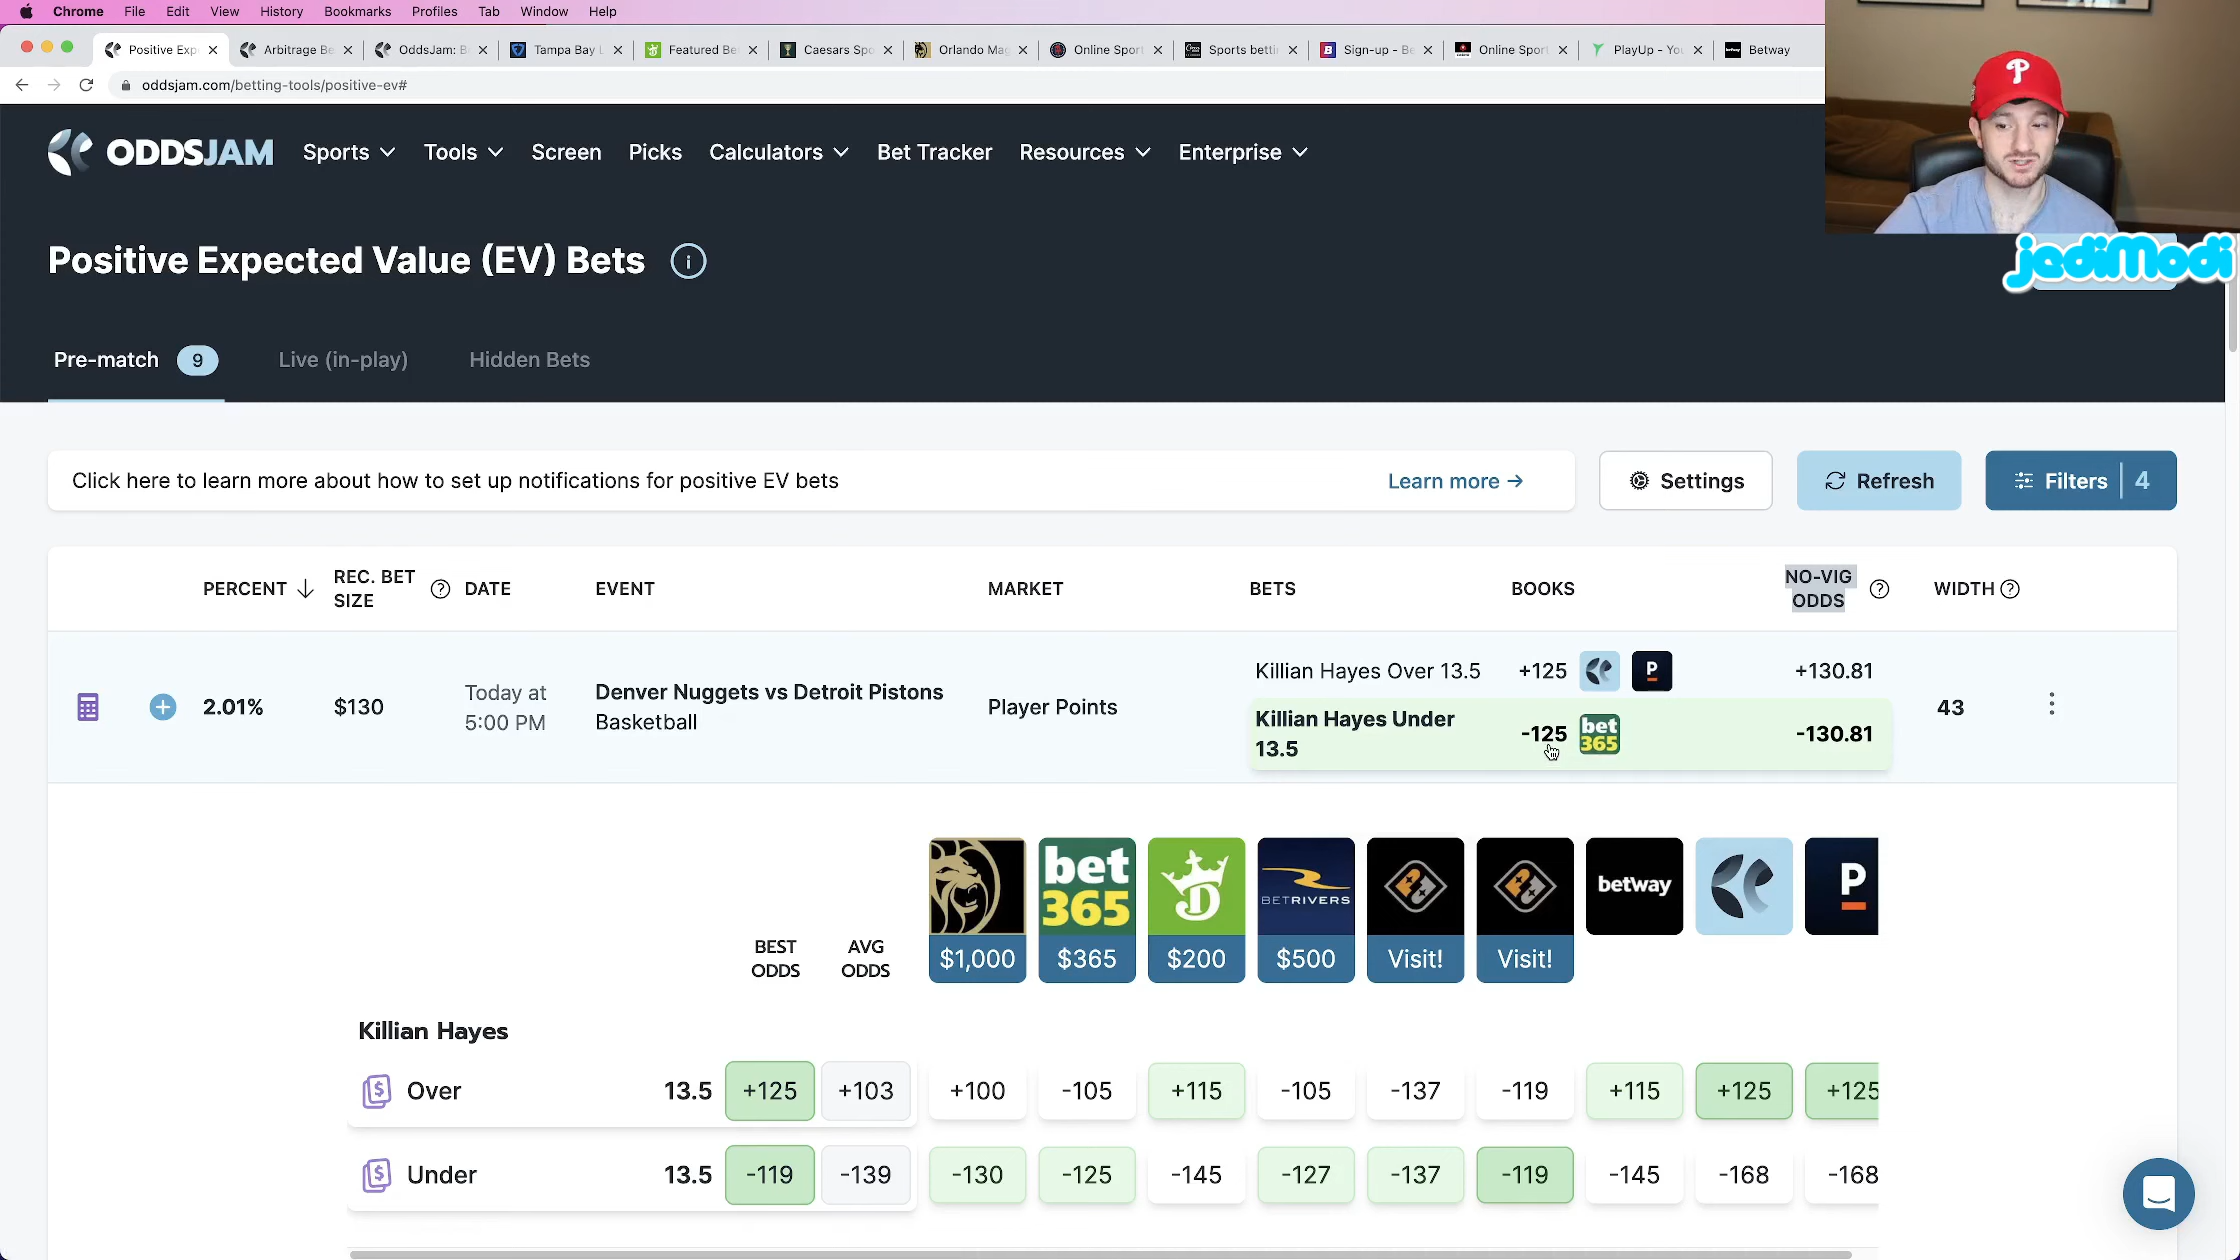 Chrome File Edit View History Bookmarks Profiles Tab Window Help
Positive Exp Arbitrage Be OddsJam: B Tampa Bay Featured Be Caesars Spo Orlando Mag Online Sport Sports betti Sign-up - Be Online Sport PlayUp - You Betway
oddsjam.com/betting-tools/positive-ev#
ODDSJAM Sports Tools Screen Picks Calculators Bet Tracker Resources Enterprise
P
Positive Expected Value (EV) Bets
jediModi
Pre-match 9 Live (in-play) Hidden Bets
Click here to learn more about how to set up notifications for positive EV bets Learn more → Settings Refresh Filters 4
PERCENT REC. BET SIZE DATE EVENT MARKET BETS BOOKS NO-VIG ODDS WIDTH
Killian Hayes Over 13.5 +125 P +130.81
2.01% $130 Today at 5:00 PM Denver Nuggets vs Detroit Pistons Basketball Player Points 43
Killian Hayes Under 13.5 -125 bet365 -130.81
bet365 BETRIVERS betway P
BEST ODDS AVG ODDS $1,000 $365 $200 $500 Visit! Visit!
Killian Hayes
Over 13.5 +125 +103 +100 -105 +115 -105 -137 -119 +115 +125 +125
Under 13.5 -119 -139 -130 -125 -145 -127 -137 -119 -145 -168 -168